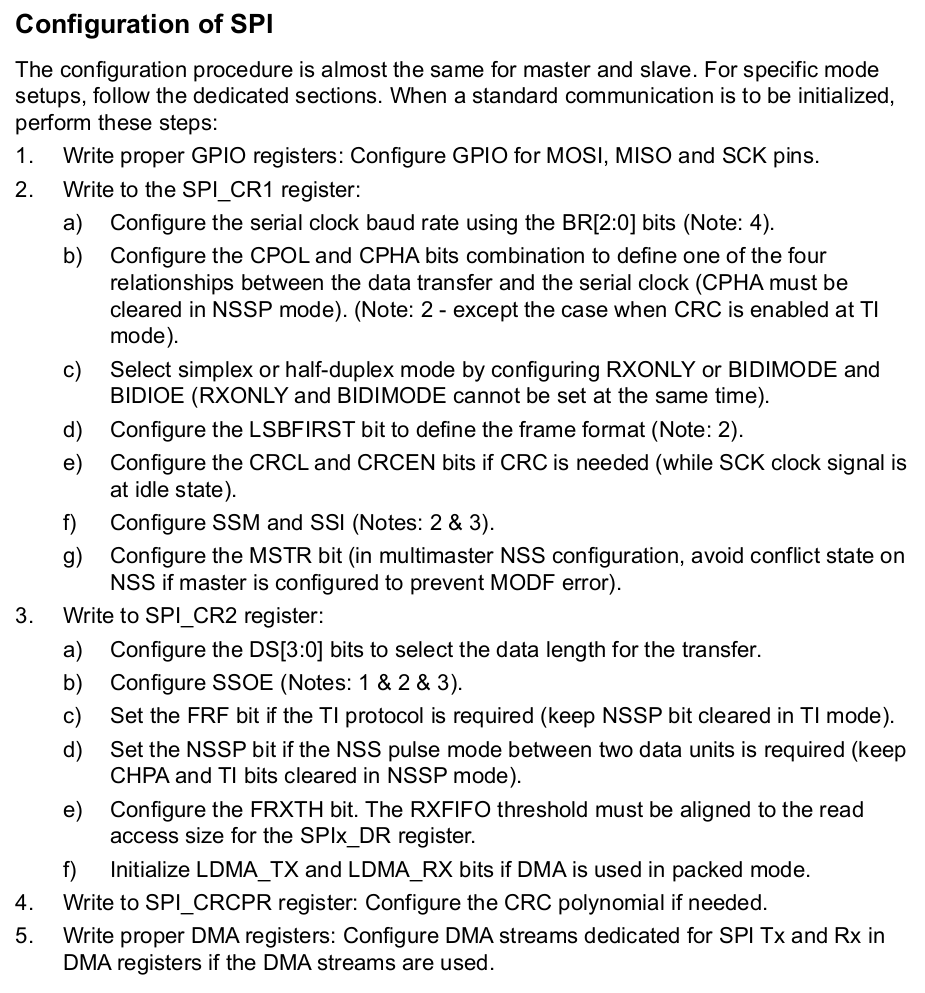 Configuration of SPI
The configuration procedure is almost the same for master and slave. For specific mode
setups, follow the dedicated sections. When a standard communication is to be initialized,
perform these steps:
1. Write proper GPIO registers: Configure GPIO for MOSI, MISO and SCK pins.
2. Write to the SPI_CR1 register:
a) Configure the serial clock baud rate using the BR[2:0] bits (Note: 4).
b) Configure the CPOL and CPHA bits combination to define one of the four
relationships between the data transfer and the serial clock (CPHA must be
cleared in NSSP mode). (Note: 2 - except the case when CRC is enabled at TI
mode).
c) Select simplex or half-duplex mode by configuring RXONLY or BIDIMODE and
BIDIOE (RXONLY and BIDIMODE cannot be set at the same time).
d) Configure the LSBFIRST bit to define the frame format (Note: 2).
e) Configure the CRCL and CRCEN bits if CRC is needed (while SCK clock signal is
at idle state).
f) Configure SSM and SSI (Notes: 2 & 3).
g) Configure the MSTR bit (in multimaster NSS configuration, avoid conflict state on
NSS if master is configured to prevent MODF error).
3. Write to SPI_CR2 register:
a) Configure the DS[3:0] bits to select the data length for the transfer.
b) Configure SSOE (Notes: 1 & 2 & 3).
c) Set the FRF bit if the TI protocol is required (keep NSSP bit cleared in TI mode).
d) Set the NSSP bit if the NSS pulse mode between two data units is required (keep
CHPA and TI bits cleared in NSSP mode).
e) Configure the FRXTH bit. The RXFIFO threshold must be aligned to the read
access size for the SPIx_DR register.
f) Initialize LDMA_TX and LDMA_RX bits if DMA is used in packed mode.
4. Write to SPI_CRCPR register: Configure the CRC polynomial if needed.
5. Write proper DMA registers: Configure DMA streams dedicated for SPI Tx and Rx in
DMA registers if the DMA streams are used.